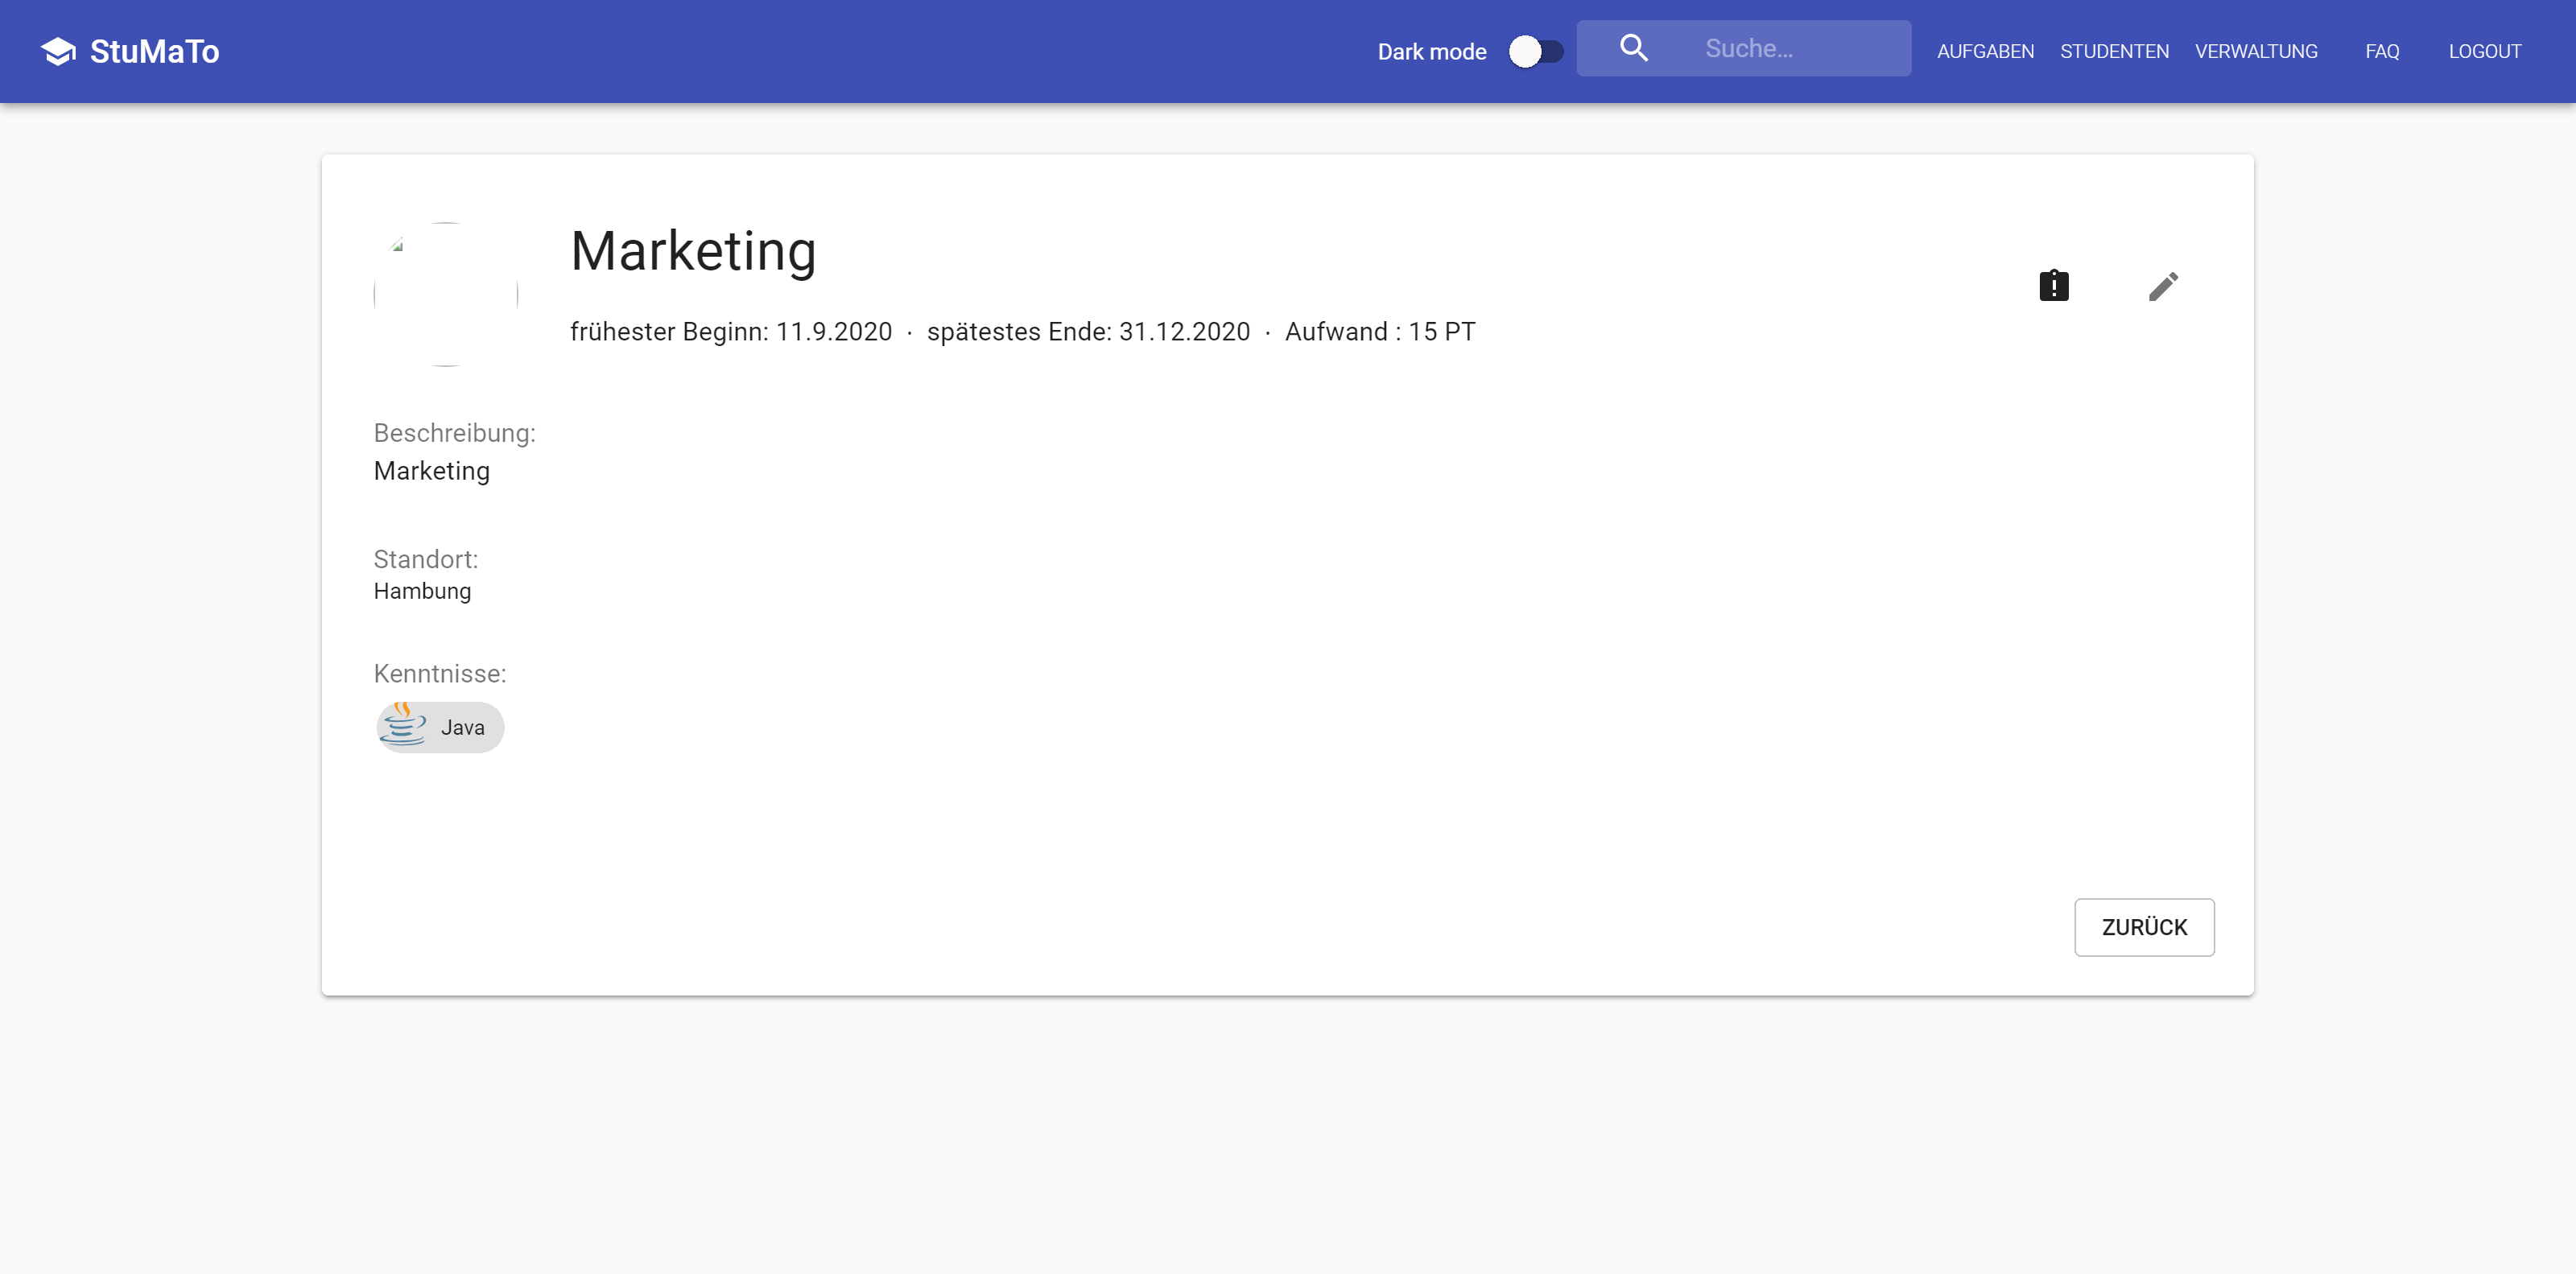 StuMaTo
Dark mode
Suche...
AUFGABEN STUDENTEN VERWALTUNG FAQ LOGOUT
Marketing
frühester Beginn: 11.9.2020 · spätestes Ende: 31.12.2020 · Aufwand : 15 PT
Beschreibung:
Marketing
Standort:
Hambung
Kenntnisse:
Java
ZURÜCK